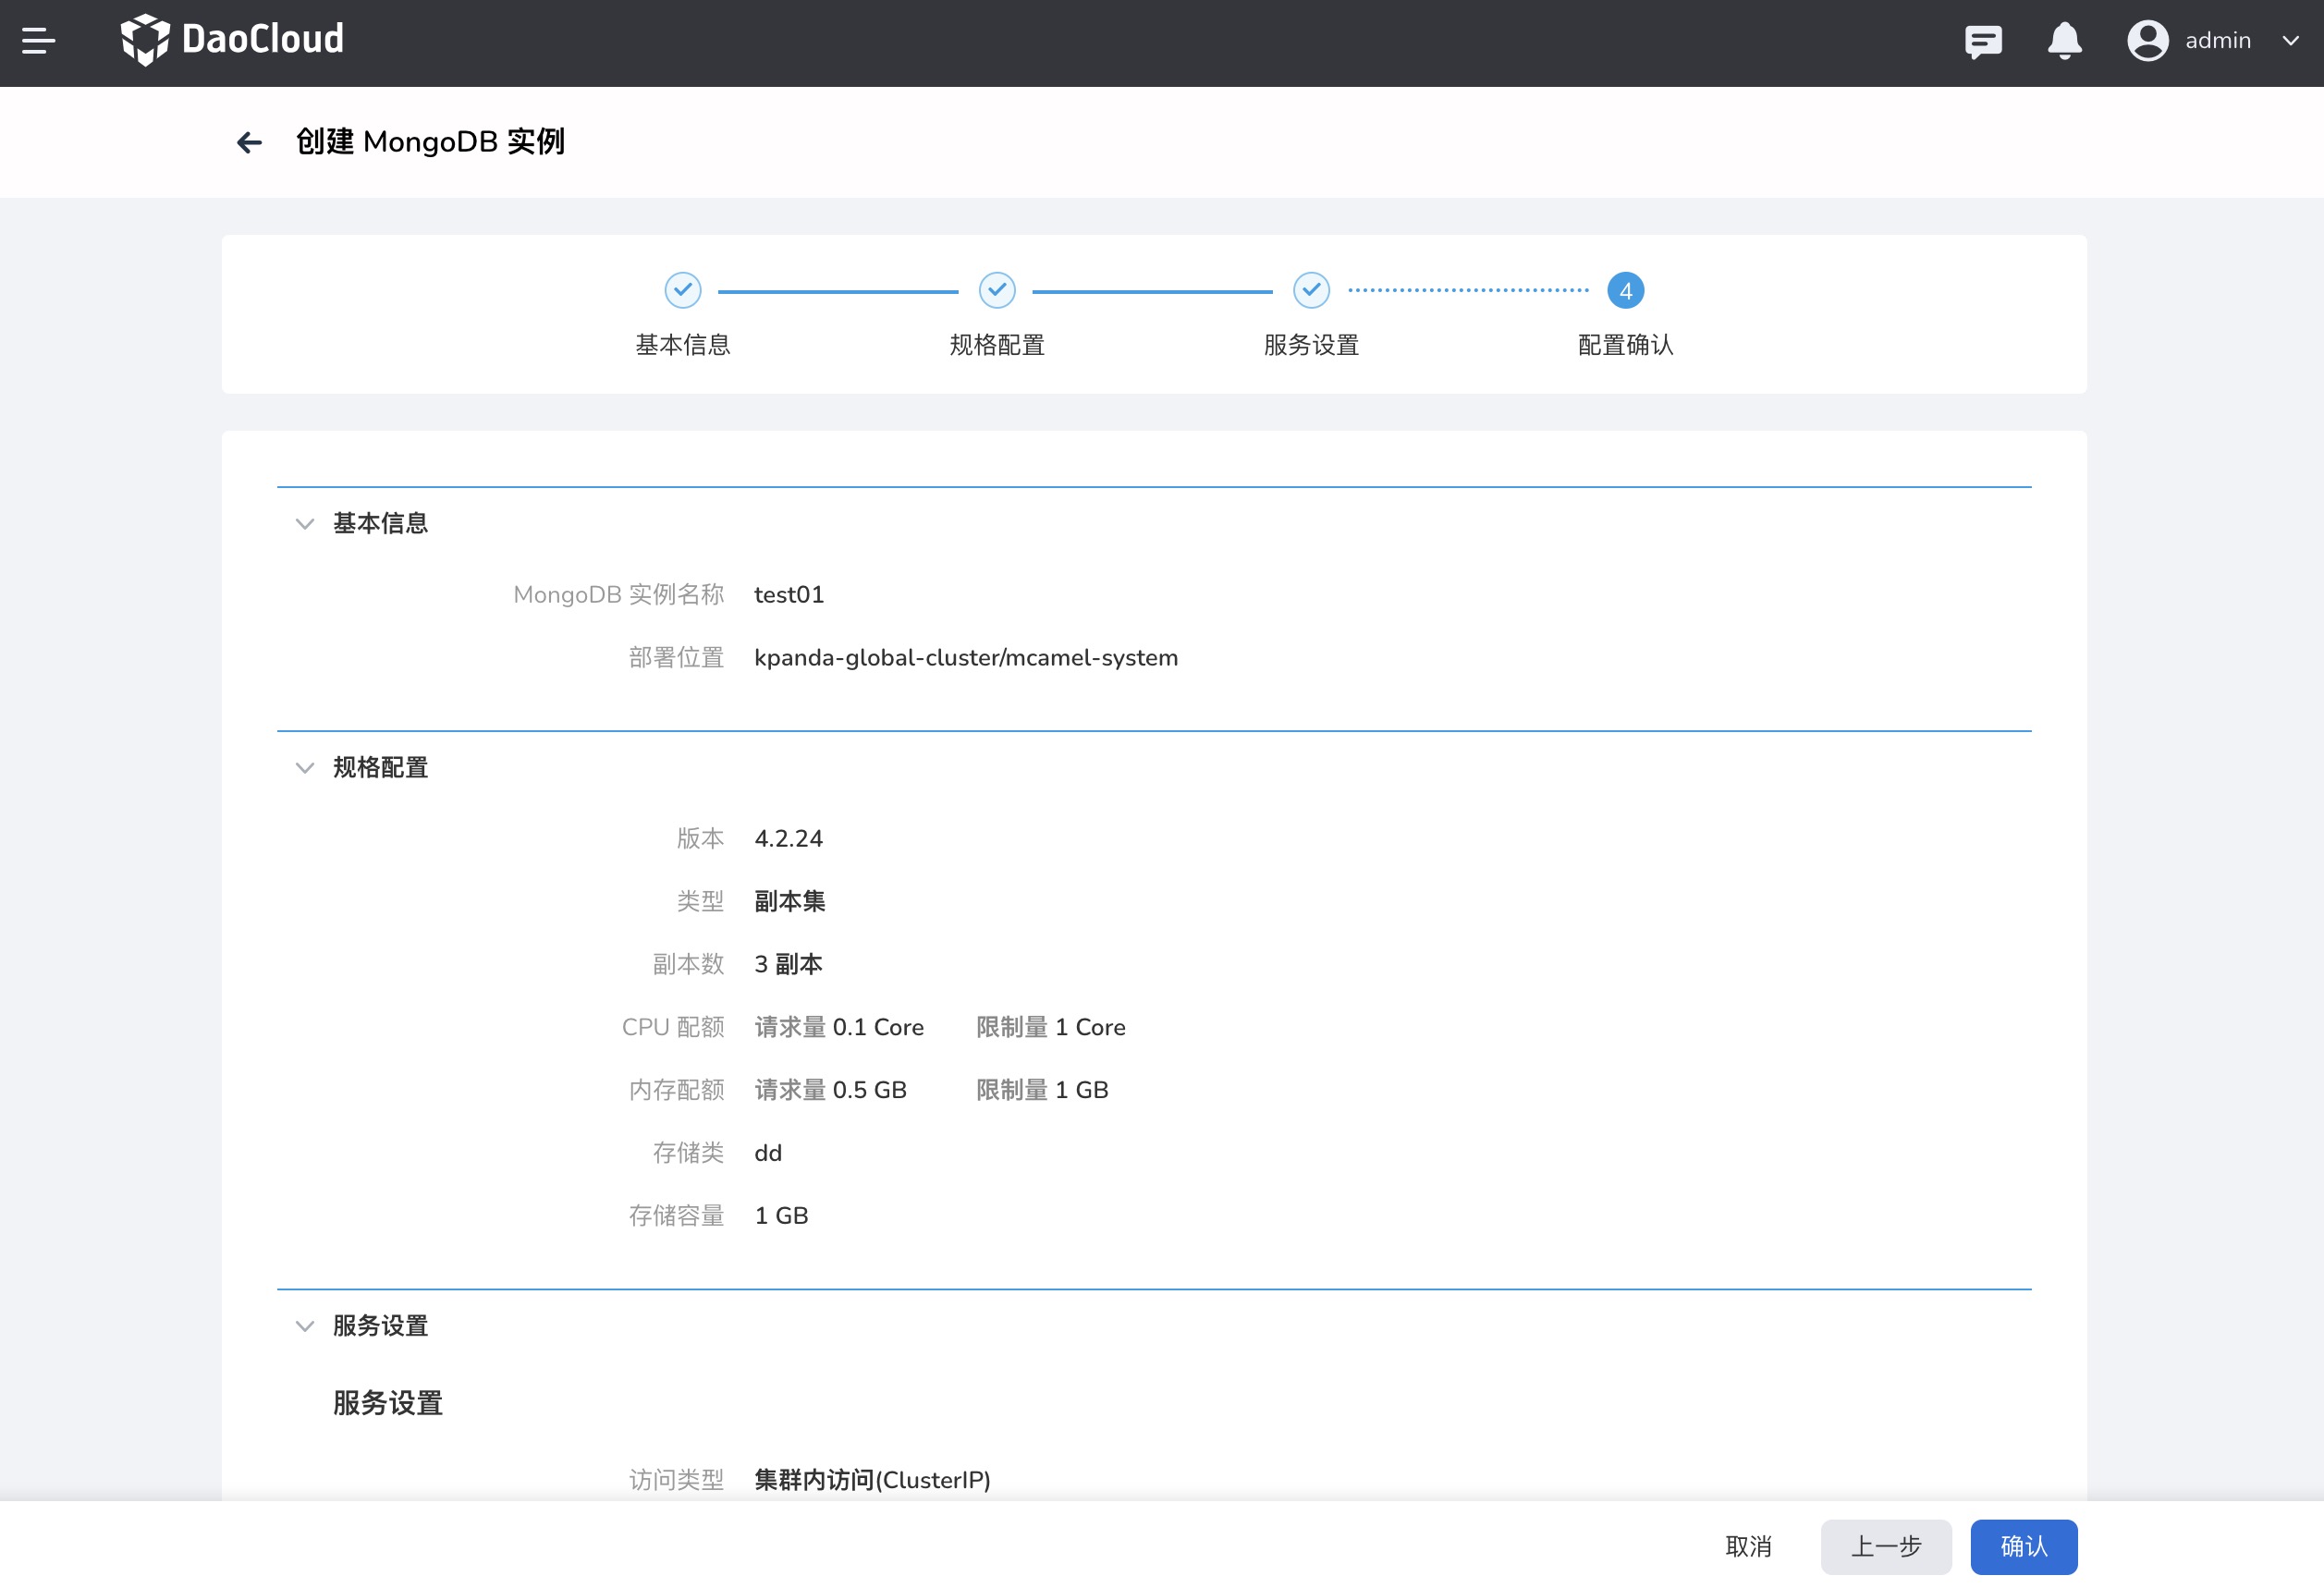 DaoCloud
admin
创建 MongoDB 实例
4
基本信息
规格配置
服务设置
配置确认
基本信息
MongoDB 实例名称 test01
部署位置 kpanda-global-cluster/mcamel-system
规格配置
版本 4.2.24
类型 副本集
副本数 3 副本
CPU 配额 请求量 0.1 Core 限制量 1 Core
内存配额 请求量 0.5 GB 限制量 1 GB
存储类 dd
存储容量 1 GB
服务设置
服务设置
访问类型 集群内访问(ClusterIP)
取消 上一步 确认